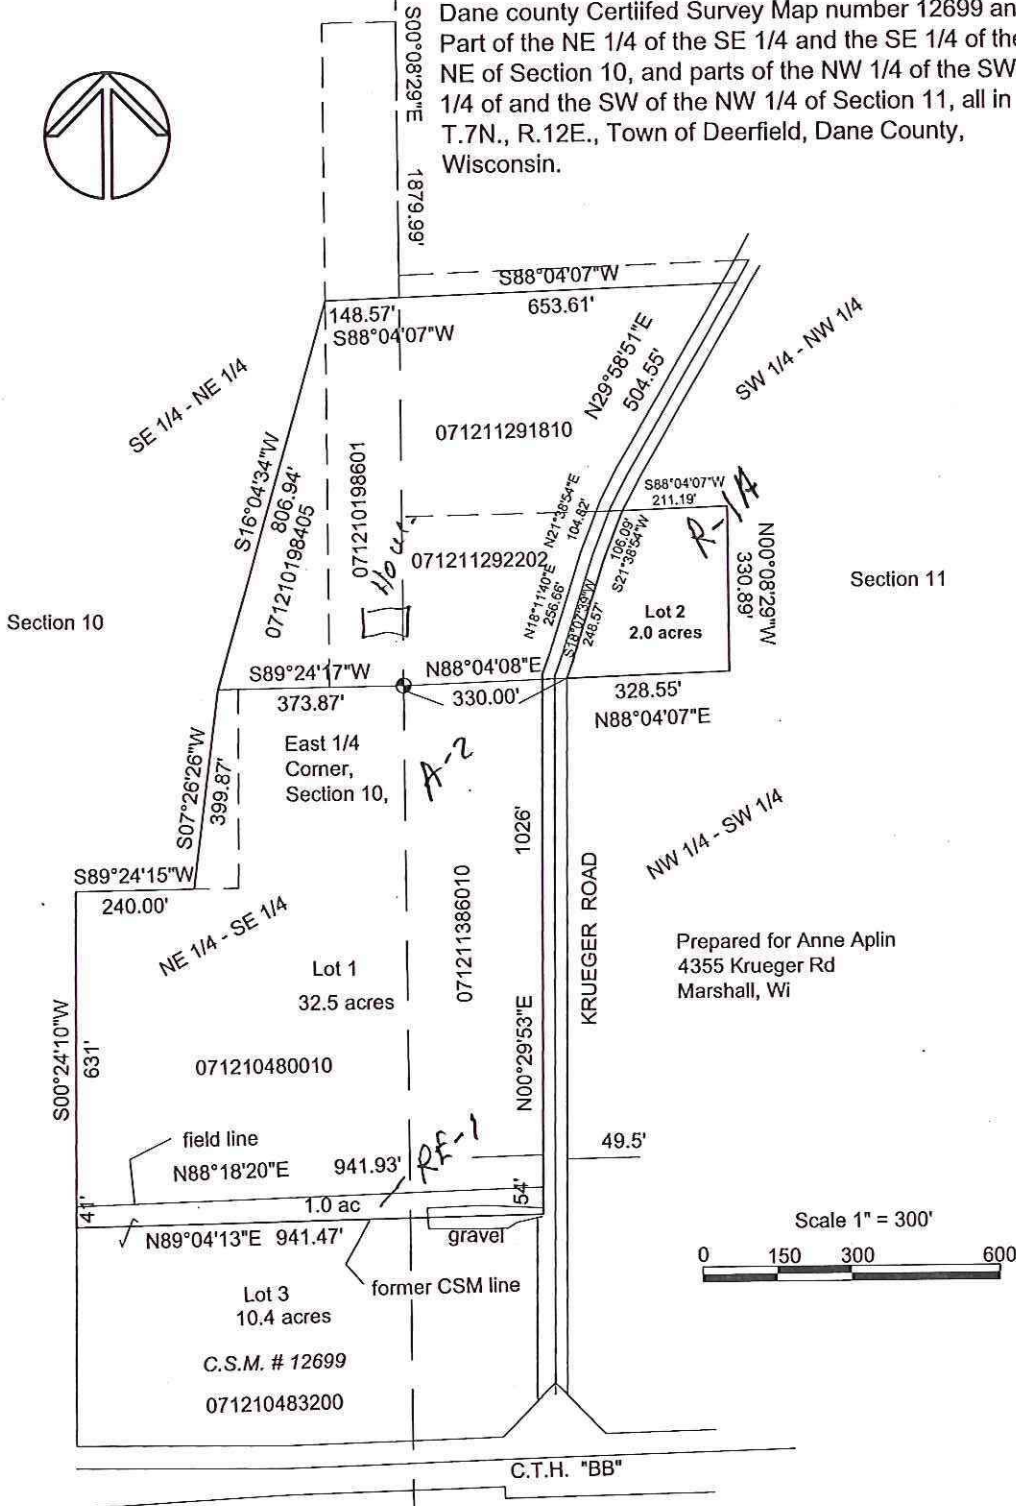 Dane county Certiifed Survey Map number 12699 an
Part of the NE 1/4 of the SE 1/4 and the SE 1/4 of the
NE of Section 10, and parts of the NW 1/4 of the SW
1/4 of and the SW of the NW 1/4 of Section 11, all in
T.7N., R.12E., Town of Deerfield, Dane County,
Wisconsin.
S00°08'29"E 1879.99'
S88°04'07"W
653.61'
148.57'
S88°04'07"W
N29°58'51"E
504.55'
SW 1/4 - NW 1/4
SE 1/4 - NE 1/4
071211291810
S16°04'34"W
806.94'
071210198405
071210198601
N21°38'54"E
104.82'
S88°04'07"W
211.19'
R-1A
106.09'
S21°38'54"W
071211292202
N18°11'40"E
256.66'
S18°07'39"W
248.57'
Lot 2
2.0 acres
N00°08'29"W
330.89'
Section 11
Section 10
S89°24'17"W
373.87'
N88°04'08"E
330.00'
328.55'
N88°04'07"E
East 1/4
Corner,
Section 10,
A-2
S07°26'26"W
399.87'
1026'
NW 1/4 - SW 1/4
S89°24'15"W
240.00'
NE 1/4 - SE 1/4
071211386010
KRUEGER ROAD
Prepared for Anne Aplin
4355 Krueger Rd
Marshall, Wi
Lot 1
32.5 acres
S00°24'10"W
631'
N00°29'53"E
071210480010
field line
N88°18'20"E 941.93'
RE-1
49.5'
41'
1.0 ac
54'
N89°04'13"E 941.47'
gravel
former CSM line
Scale 1" = 300'
0 150 300 600
Lot 3
10.4 acres
C.S.M. # 12699
071210483200
C.T.H. "BB"